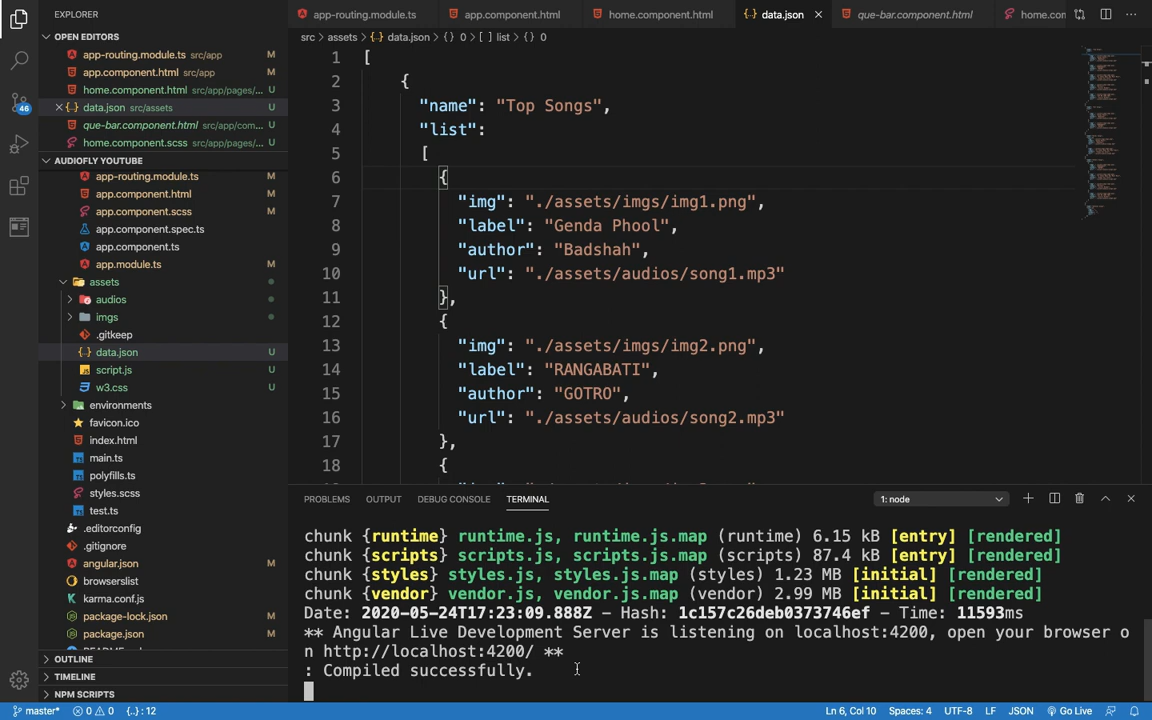 EXPLORER
OPEN EDITORS
app-routing.module.ts src/app M
app.component.html src/app M
home.component.html src/app/pages/... U
data.json src/assets U
que-bar.component.html src/app/com... U
home.component.scss src/app/pages/... U
AUDIOFLY YOUTUBE
app-routing.module.ts M
app.component.html M
app.component.scss M
app.component.spec.ts
app.component.ts
app.module.ts M
assets
audios
imgs
.gitkeep
data.json U
script.js U
w3.css U
environments
favicon.ico
index.html
main.ts
polyfills.ts
styles.scss
test.ts
.editorconfig
.gitignore
angular.json M
browserslist
karma.conf.js
package-lock.json M
package.json M
OUTLINE
TIMELINE
NPM SCRIPTS
46
app-routing.module.ts app.component.html home.component.html data.json que-bar.component.html home.con
src > assets > data.json > {} 0 > [ ] list > {} 0
1 [
2 {
3 "name": "Top Songs",
4 "list":
5 [
6 {
7 "img": "./assets/imgs/img1.png",
8 "label": "Genda Phool",
9 "author": "Badshah",
10 "url": "./assets/audios/song1.mp3"
11 },
12 {
13 "img": "./assets/imgs/img2.png",
14 "label": "RANGABATI",
15 "author": "GOTRO",
16 "url": "./assets/audios/song2.mp3"
17 },
18 {
PROBLEMS OUTPUT DEBUG CONSOLE TERMINAL 1: node
chunk {runtime} runtime.js, runtime.js.map (runtime) 6.15 kB [entry] [rendered]
chunk {scripts} scripts.js, scripts.js.map (scripts) 87.4 kB [entry] [rendered]
chunk {styles} styles.js, styles.js.map (styles) 1.23 MB [initial] [rendered]
chunk {vendor} vendor.js, vendor.js.map (vendor) 2.99 MB [initial] [rendered]
Date: 2020-05-24T17:23:09.888Z - Hash: 1c157c26deb0373746ef - Time: 11593ms
** Angular Live Development Server is listening on localhost:4200, open your browser o
n http://localhost:4200/ **
: Compiled successfully.
master* 0 0 {..} : 12 Ln 6, Col 10 Spaces: 4 UTF-8 LF JSON Go Live